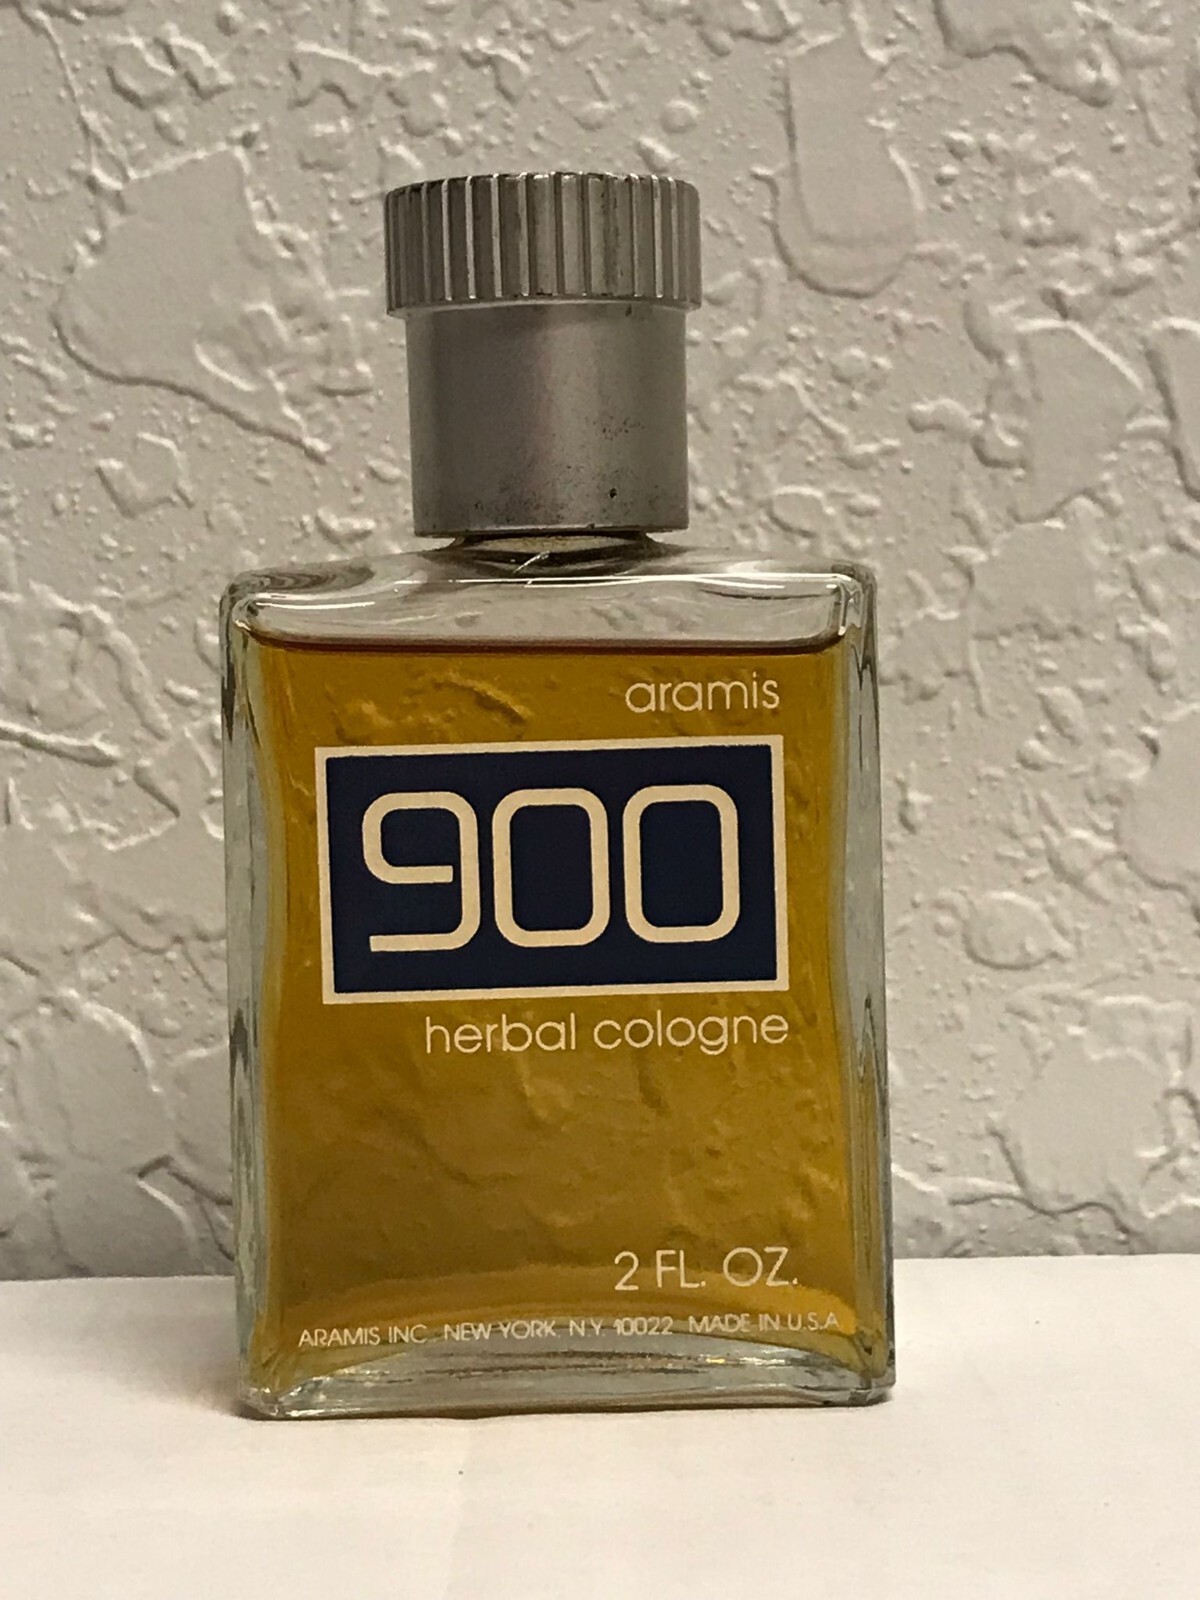 aramis
900
herbal cologne
2 FL. OZ.
ARAMIS INC. NEW YORK, N.Y. 10022 MADE IN U.S.A